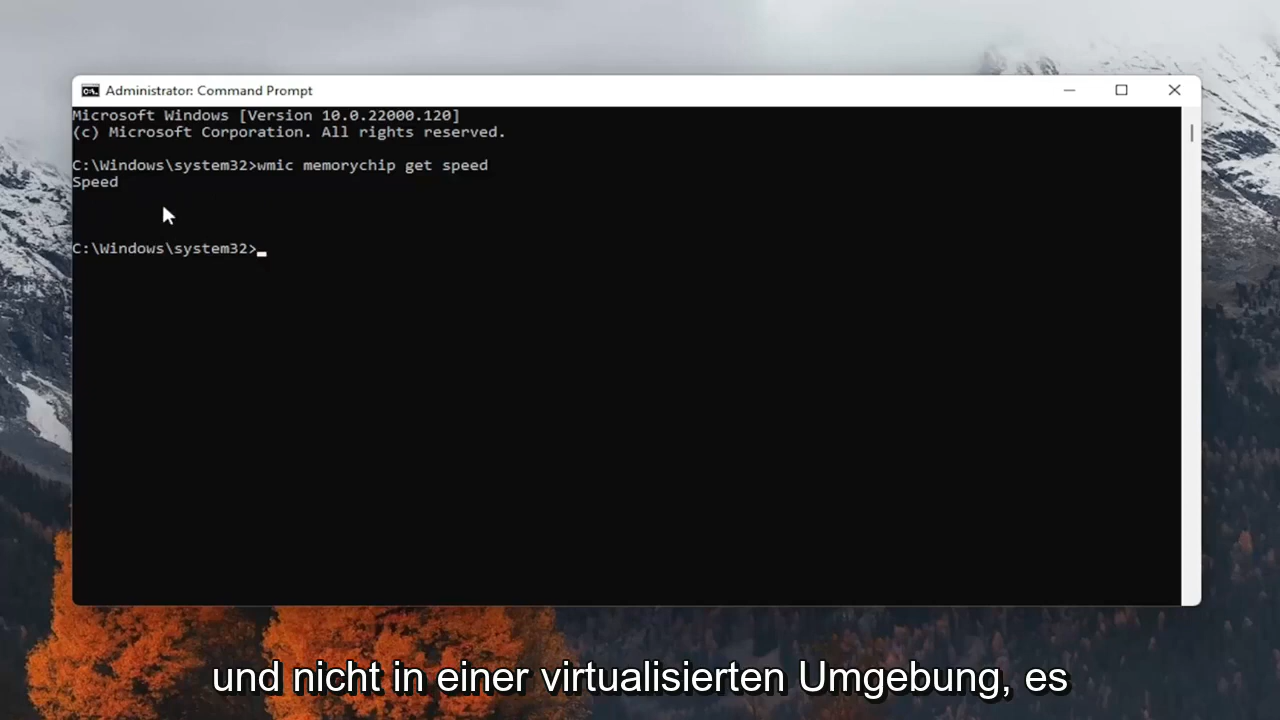 Administrator: Command Prompt
Microsoft Windows [Version 10.0.22000.120]
(c) Microsoft Corporation. All rights reserved.
C:\Windows\system32>wmic memorychip get speed
Speed
C:\Windows\system32>
und nicht in einer virtualisierten Umgebung, es